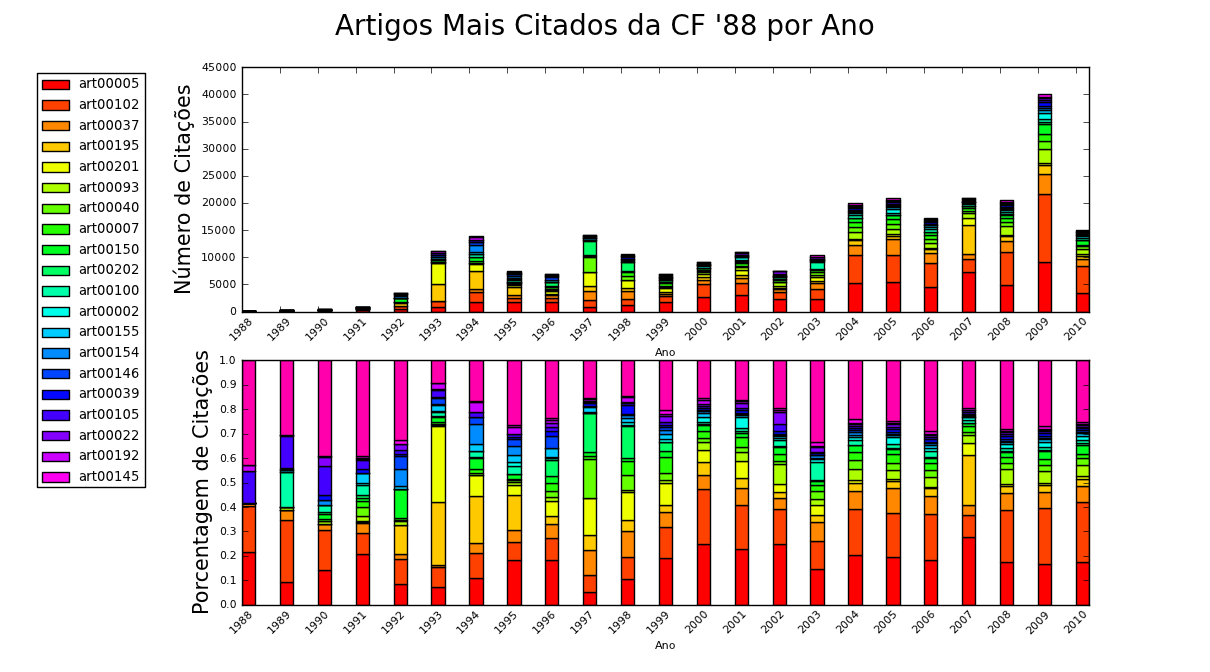 Artigos Mais Citados da CF '88 por Ano
art00005
art00102
art00037
art00195
art00201
art00093
art00040
art00007
art00150
art00202
art00100
art00002
art00155
art00154
art00146
art00039
art00105
art00022
art00192
art00145
Número de Citações
45000
40000
35000
30000
25000
20000
15000
10000
5000
0
1988 1989 1990 1991 1992 1993 1994 1995 1996 1997 1998 1999 2000 2001 2002 2003 2004 2005 2006 2007 2008 2009 2010
Ano
Porcentagem de Citações
1.0
0.9
0.8
0.7
0.6
0.5
0.4
0.3
0.2
0.1
0.0
1988 1989 1990 1991 1992 1993 1994 1995 1996 1997 1998 1999 2000 2001 2002 2003 2004 2005 2006 2007 2008 2009 2010
Ano